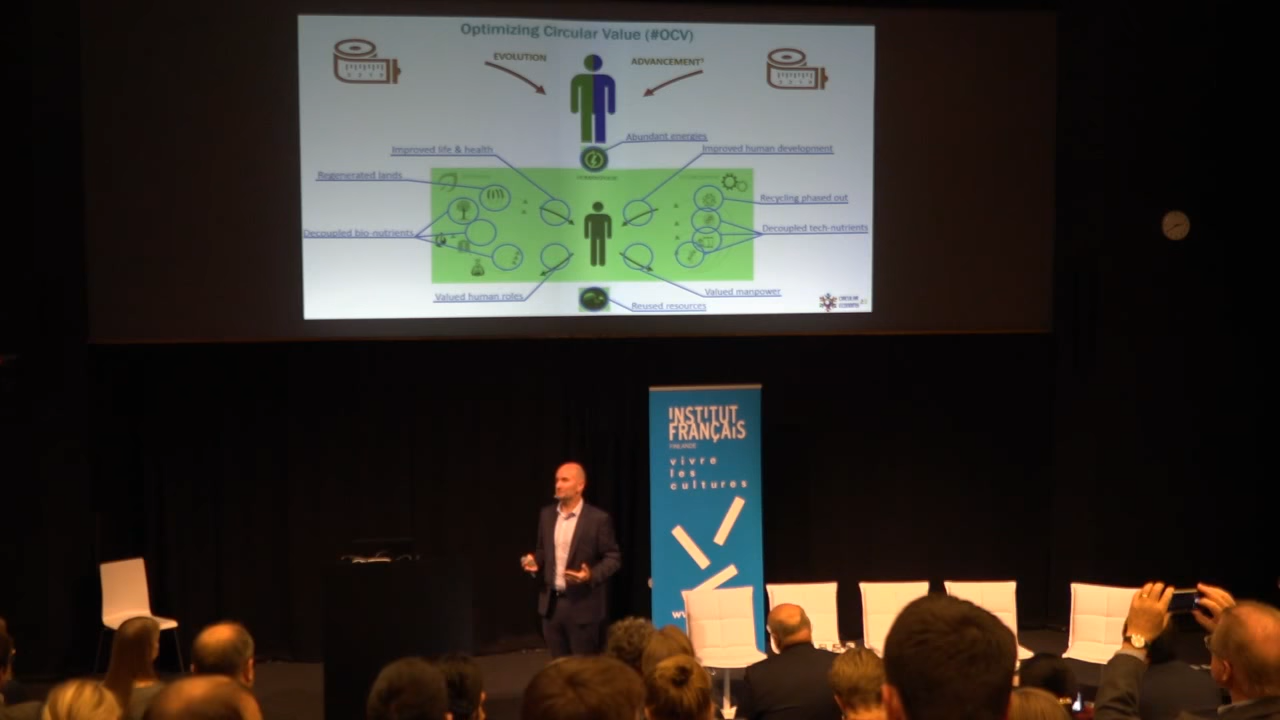 Optimizing Circular Value (#OCV)
EVOLUTION
ADVANCEMENT
Abundant energies
Improved life & health
Improved human development
Regenerated lands
Recycling phased out
Decoupled bio-nutrients
Decoupled tech-nutrients
Valued human roles
Valued manpower
Reused resources
INSTITUT
FRANÇAIS
FINLANDE
vivre
les
cultures